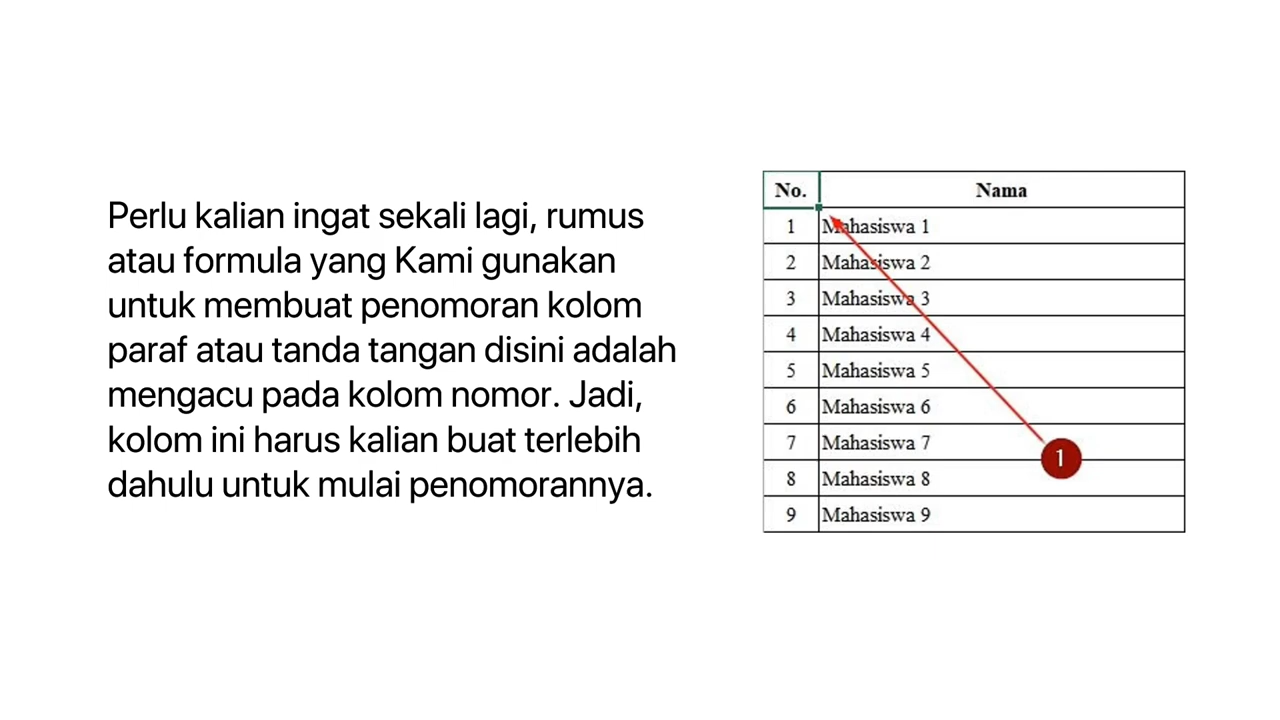 Perlu kalian ingat sekali lagi, rumus
atau formula yang Kami gunakan
untuk membuat penomoran kolom
paraf atau tanda tangan disini adalah
mengacu pada kolom nomor. Jadi,
kolom ini harus kalian buat terlebih
dahulu untuk mulai penomorannya.
No. Nama
1 Mahasiswa 1
2 Mahasiswa 2
3 Mahasiswa 3
4 Mahasiswa 4
5 Mahasiswa 5
6 Mahasiswa 6
7 Mahasiswa 7
8 Mahasiswa 8
9 Mahasiswa 9
1